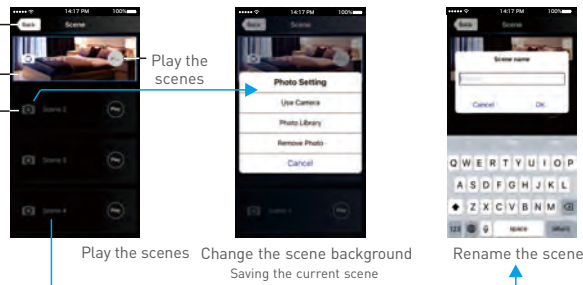 14:17 PM 100%
Back Scene
Play
Play the
scenes
Scene 2 Play
Scene 3 Play
Scene 4 Play
Play the scenes
14:17 PM 100%
Back Scene
Photo Setting
Use Camera
Photo Library
Remove Photo
Cancel
Scene 4
Change the scene background
Saving the current scene
14:17 PM 100%
Back Scene
Scene name
Cancel OK
Q W E R T Y U I O P
A S D F G H J K L
Z X C V B N M
123 space
Rename the scene